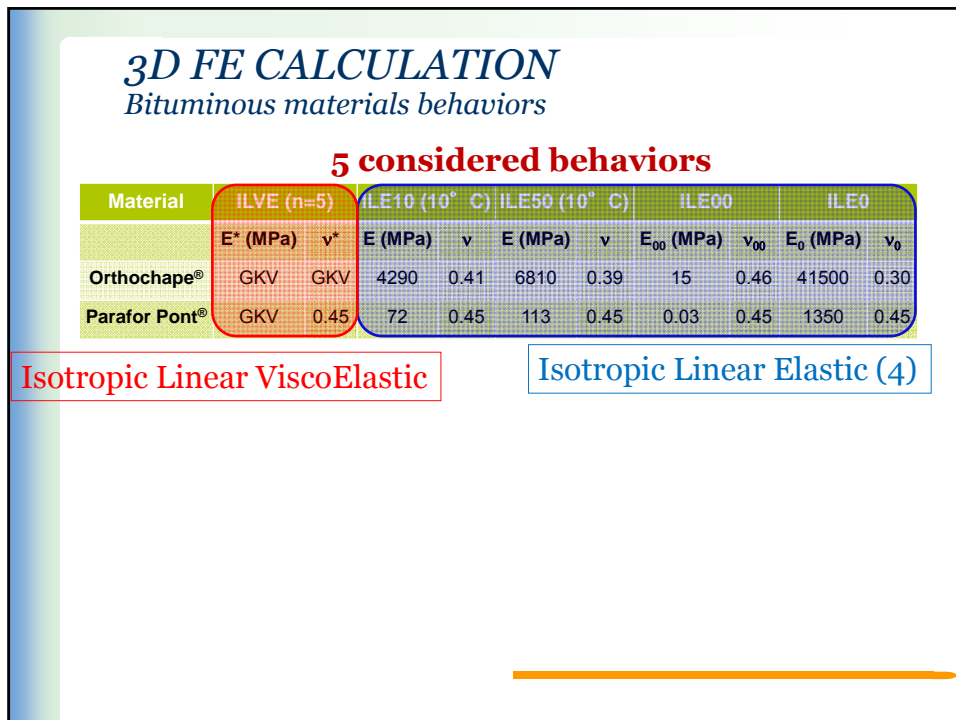 3D FE CALCULATION
Bituminous materials behaviors
5 considered behaviors
Material ILVE (n=5) ILE10 (10° C) ILE50 (10° C) ILE00 ILE0
E* (MPa) ν* E (MPa) ν E (MPa) ν E₀₀ (MPa) ν₀₀ E₀ (MPa) ν₀
Orthochape® GKV GKV 4290 0.41 6810 0.39 15 0.46 41500 0.30
Parafor Pont® GKV 0.45 72 0.45 113 0.45 0.03 0.45 1350 0.45
Isotropic Linear ViscoElastic
Isotropic Linear Elastic (4)